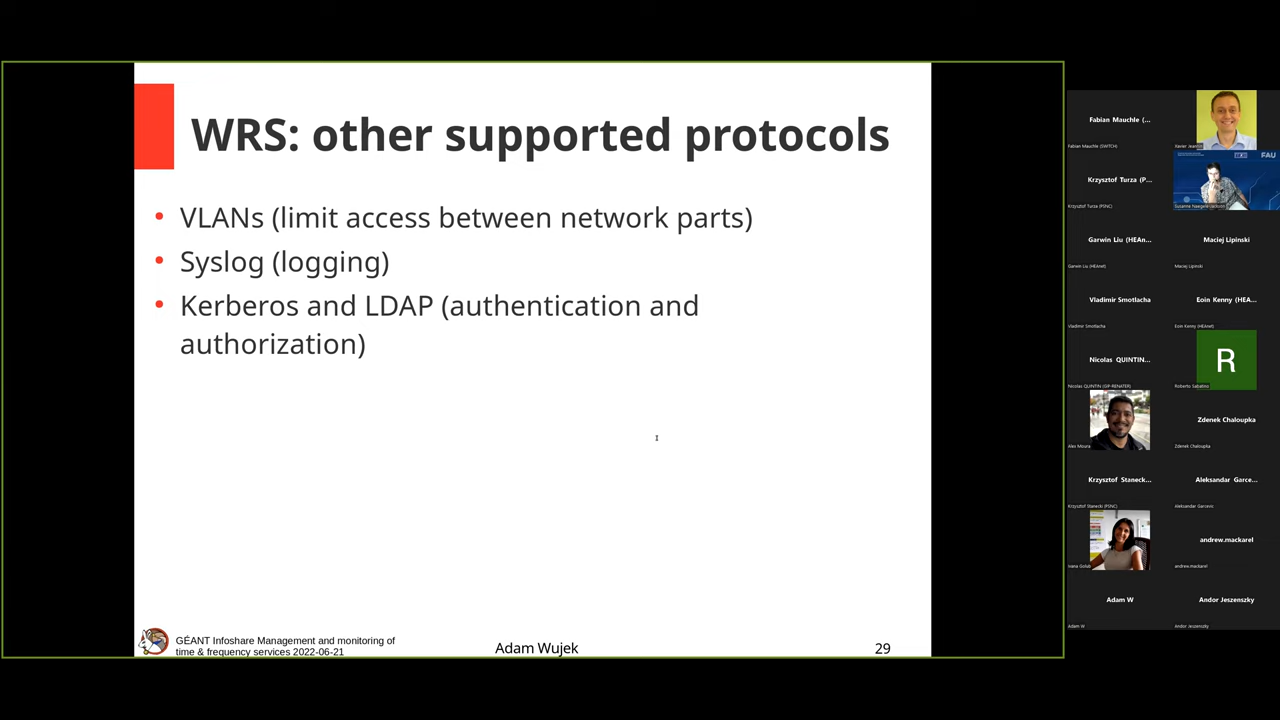 WRS: other supported protocols
• VLANs (limit access between network parts)
• Syslog (logging)
• Kerberos and LDAP (authentication and
authorization)
GÉANT Infoshare Management and monitoring of
time & frequency services 2022-06-21
Adam Wujek
29
Fabian Mauchle (...
Fabian Mauchle (SWITCH)
Xavier Jeannin
Krzysztof Turza (P...
Krzysztof Turza (PSNC)
FAU
Susanne Naegele-Jackson
Garwin Liu (HEAn...
Garwin Liu (HEAnet)
Maciej Lipinski
Maciej Lipinski
Vladimir Smotlacha
Vladimir Smotlacha
Eoin Kenny (HEA...
Eoin Kenny (HEAnet)
Nicolas QUINTIN...
Nicolas QUINTIN (GIP-RENATER)
R
Roberto Sabatino
Alex Moura
Zdenek Chaloupka
Zdenek Chaloupka
Krzysztof Staneck...
Krzysztof Stanecki (PSNC)
Aleksandar Garce...
Aleksandar Garcevic
Ivana Golub
andrew.mackarel
andrew.mackarel
Adam W
Adam W
Andor Jeszenszky
Andor Jeszenszky